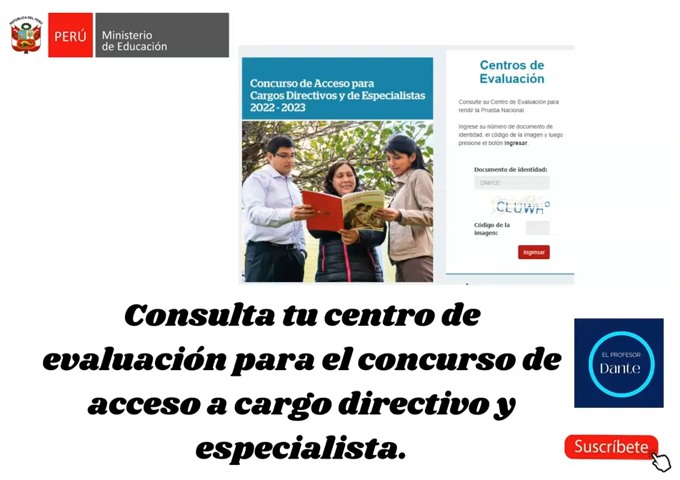 REPÚBLICA DEL PERÚ
PERÚ
Ministerio
de Educación
Concurso de Acceso para
Cargos Directivos y de Especialistas
2022 - 2023
Centros de
Evaluación
Consulte su Centro de Evaluación para
rendir la Prueba Nacional.
Ingrese su número de documento de
identidad, el código de la imagen y luego
presione el botón Ingresar.
Documento de identidad:
DNI/CE
CLUWH
Código de la
imagen:
Ingresar
Consulta tu centro de
evaluación para el concurso de
acceso a cargo directivo y
especialista.
EL PROFESOR
Dante
Suscríbete